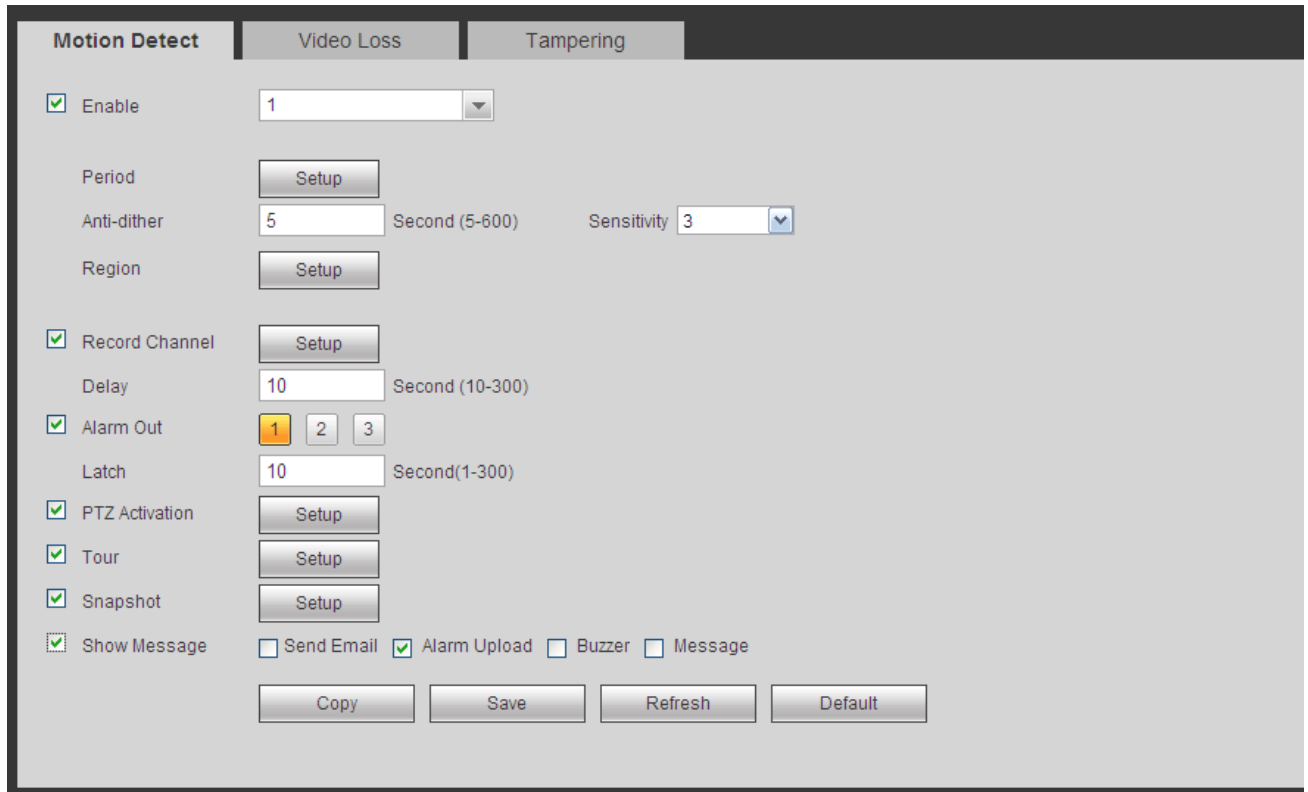 Motion Detect Video Loss Tampering
Enable 1
Period Setup
Anti-dither 5 Second (5-600) Sensitivity 3
Region Setup
Record Channel Setup
Delay 10 Second (10-300)
Alarm Out 1 2 3
Latch 10 Second(1-300)
PTZ Activation Setup
Tour Setup
Snapshot Setup
Show Message Send Email Alarm Upload Buzzer Message
Copy Save Refresh Default